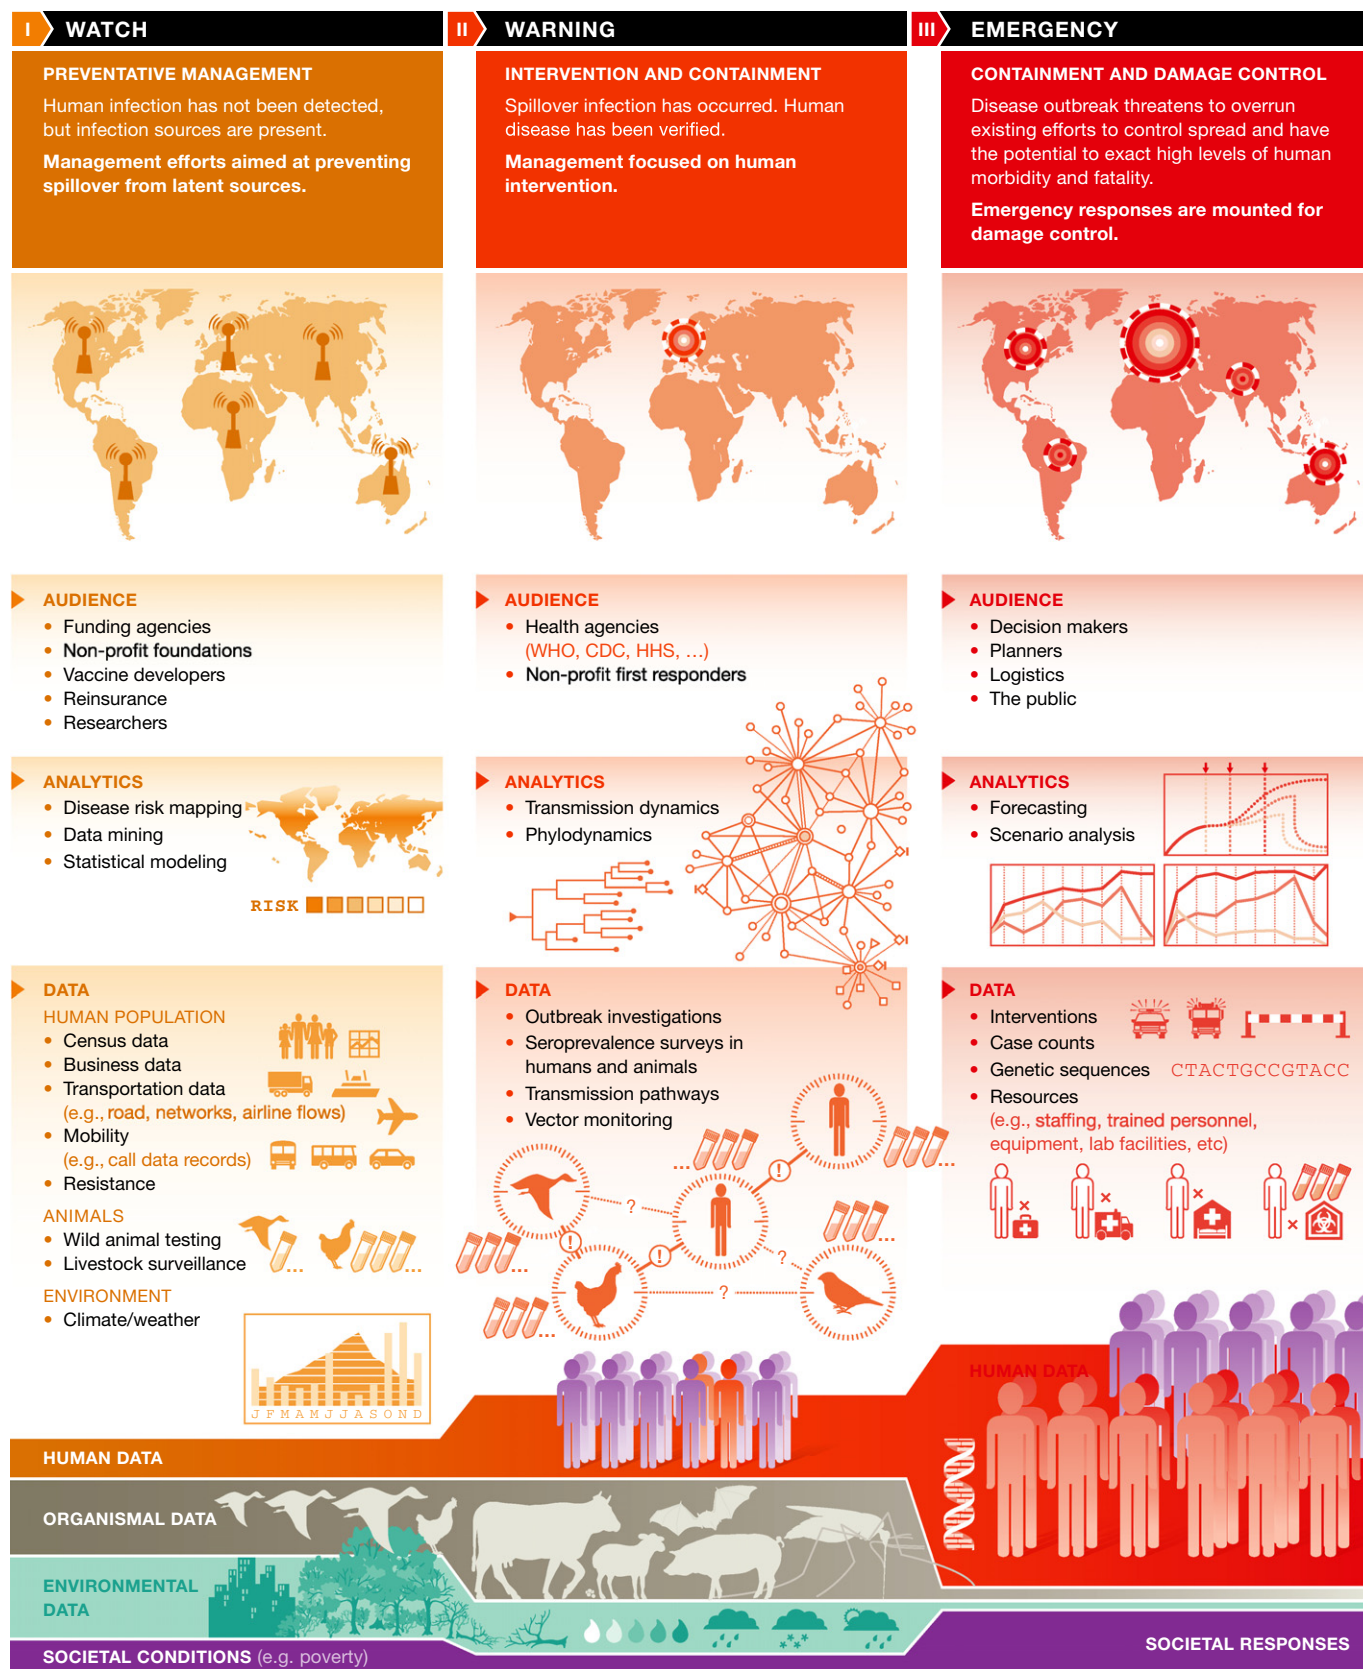 I WATCH
PREVENTATIVE MANAGEMENT
Human infection has not been detected,
but infection sources are present.
Management efforts aimed at preventing
spillover from latent sources.
II WARNING
INTERVENTION AND CONTAINMENT
Spillover infection has occurred. Human
disease has been verified.
Management focused on human
intervention.
III EMERGENCY
CONTAINMENT AND DAMAGE CONTROL
Disease outbreak threatens to overrun
existing efforts to control spread and have
the potential to exact high levels of human
morbidity and fatality.
Emergency responses are mounted for
damage control.
AUDIENCE
• Funding agencies
• Non-profit foundations
• Vaccine developers
• Reinsurance
• Researchers
AUDIENCE
• Health agencies
(WHO, CDC, HHS, …)
• Non-profit first responders
AUDIENCE
• Decision makers
• Planners
• Logistics
• The public
ANALYTICS
• Disease risk mapping
• Data mining
• Statistical modeling
RISK
ANALYTICS
• Transmission dynamics
• Phylodynamics
ANALYTICS
• Forecasting
• Scenario analysis
DATA
HUMAN POPULATION
• Census data
• Business data
• Transportation data
(e.g., road, networks, airline flows)
• Mobility
(e.g., call data records)
• Resistance
ANIMALS
• Wild animal testing
• Livestock surveillance
...
...
ENVIRONMENT
• Climate/weather
J F M A M J J A S O N D
DATA
• Outbreak investigations
• Seroprevalence surveys in
humans and animals
• Transmission pathways
• Vector monitoring
...
...
!
?
...
!
...
!
?
?
...
DATA
• Interventions
• Case counts
• Genetic sequences CTACTGCCGTACC
• Resources
(e.g., staffing, trained personnel,
equipment, lab facilities, etc)
× × × ×
HUMAN DATA
HUMAN DATA
ORGANISMAL DATA
ENVIRONMENTAL
DATA
SOCIETAL CONDITIONS (e.g. poverty)
SOCIETAL RESPONSES